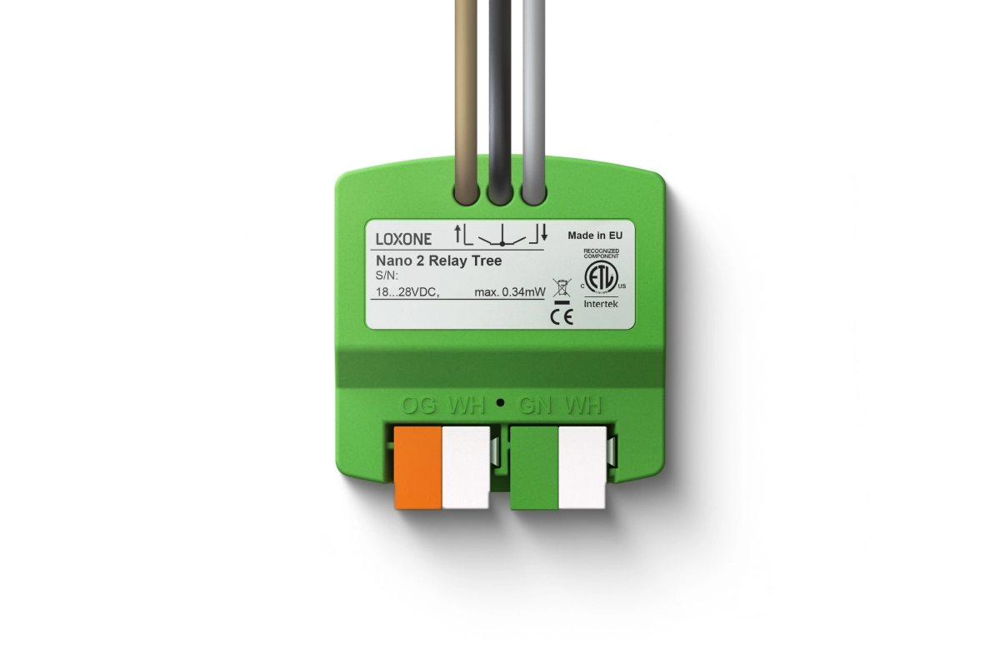 LOXONE
Made in EU
Nano 2 Relay Tree
S/N:
18...28VDC, max. 0.34mW
RECOGNIZED
COMPONENT
ETL
C US
Intertek
CE
OG WH • GN WH